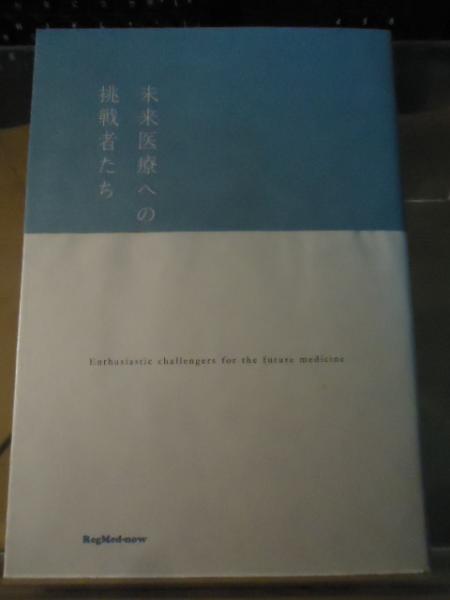 未来医療への
挑戦者たち
Enthusiastic challengers for the future medicine
RegMed-now